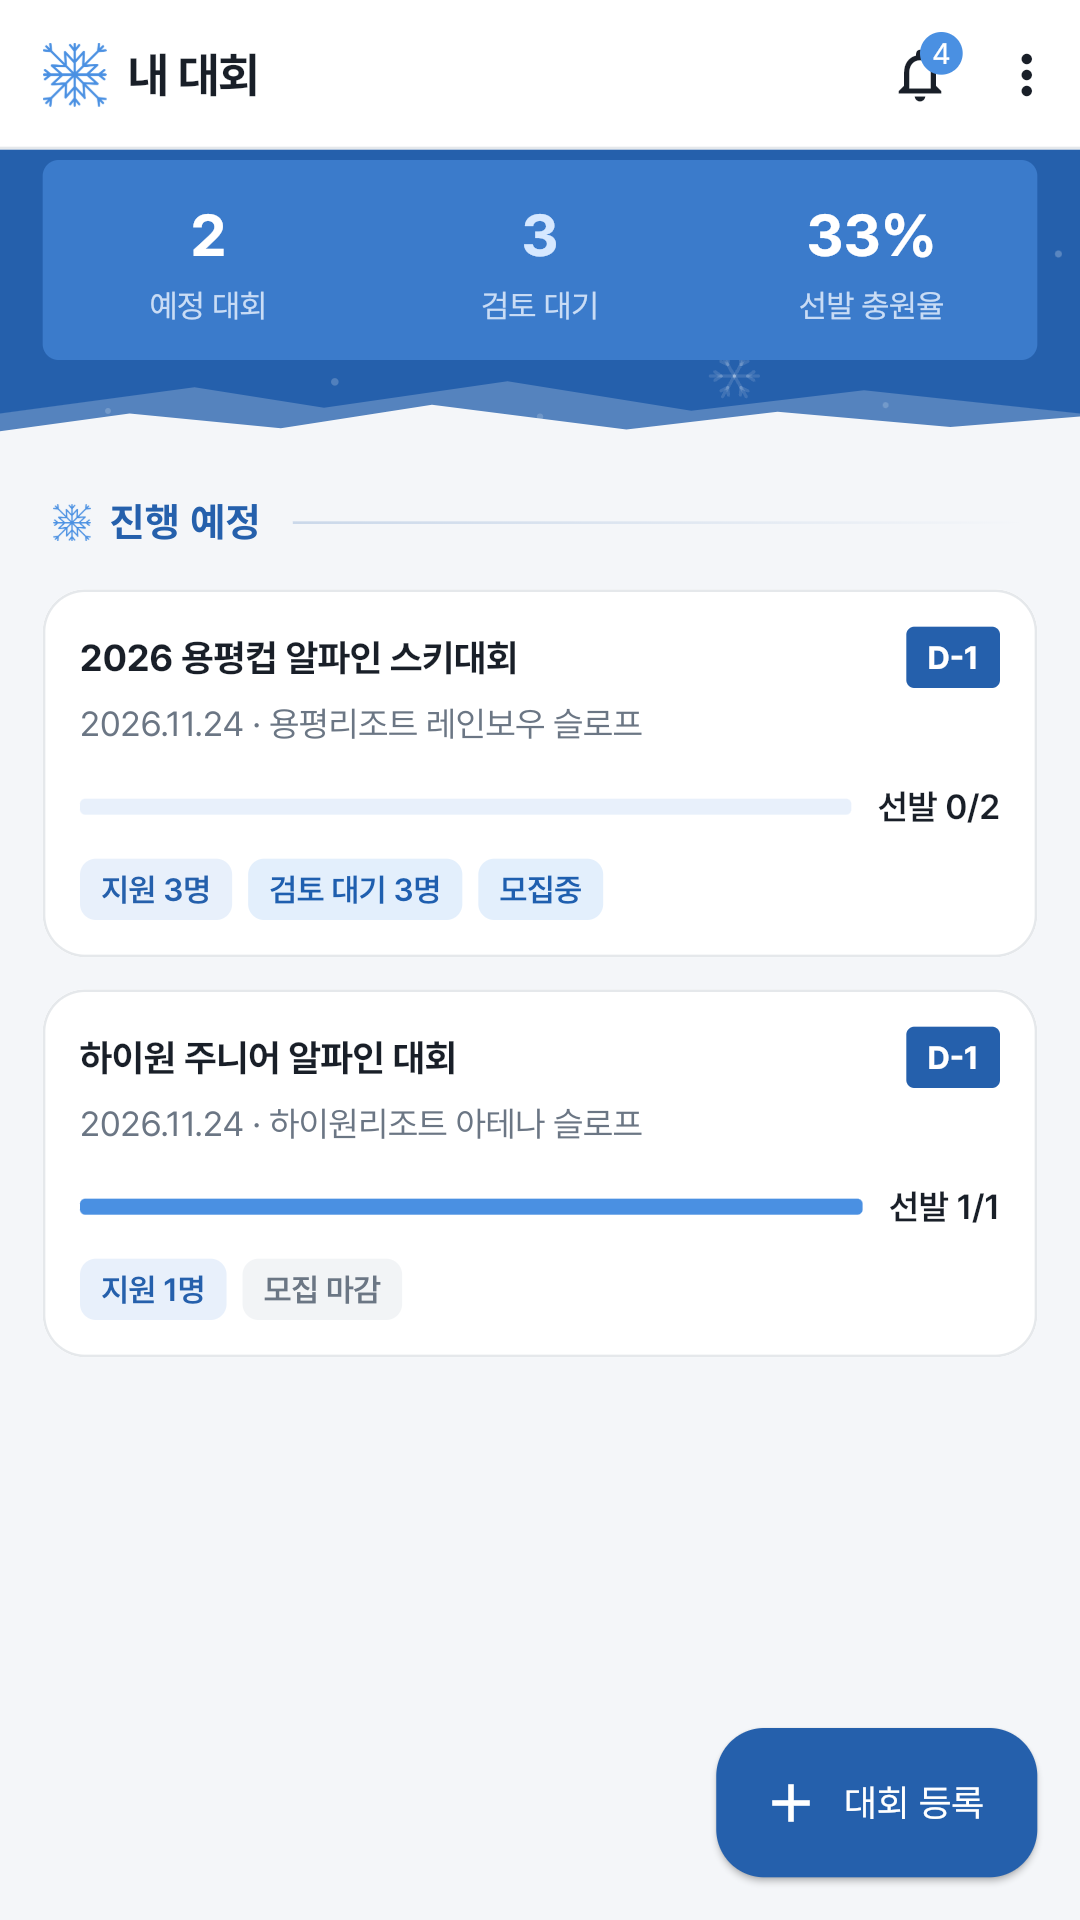 내 대회
4
2
3
33%
예정 대회
검토 대기
선발 충원율
진행 예정
2026 용평컵 알파인 스키대회
D-1
2026.11.24 · 용평리조트 레인보우 슬로프
선발 0/2
지원 3명
검토 대기 3명
모집중
하이원 주니어 알파인 대회
D-1
2026.11.24 · 하이원리조트 아테나 슬로프
선발 1/1
지원 1명
모집 마감
대회 등록